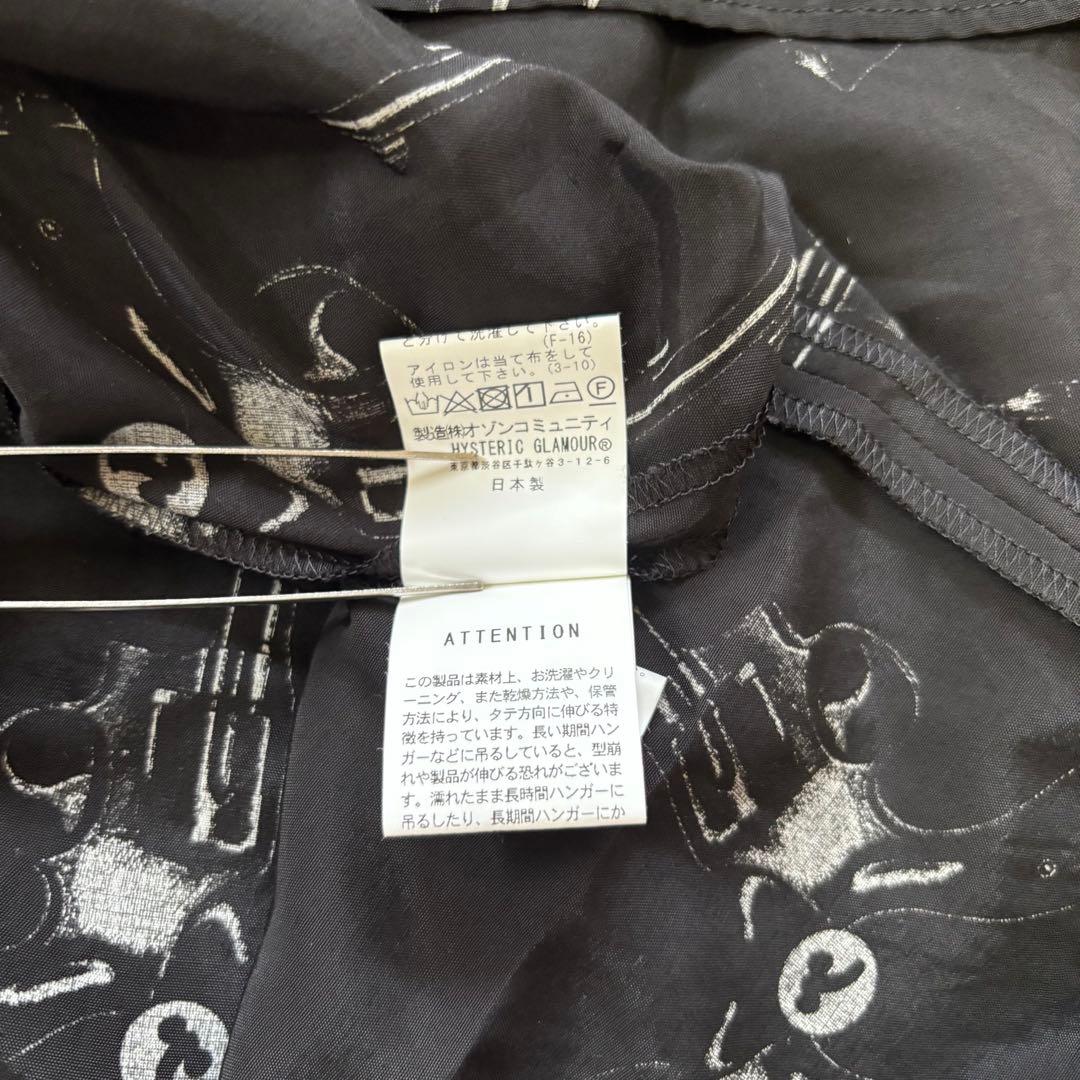 と分けて洗濯して下さい。
(F-16)
アイロンは当て布をして
使用して下さい。(3-10)
1 F
製造㈱オゾンコミュニティ
HYSTERIC GLAMOUR®
東京都渋谷区千駄ヶ谷3-12-6
日本製
ATTENTION
この製品は素材上、お洗濯やクリ
ーニング、また乾燥方法や、保管
方法により、タテ方向に伸びる特
徴を持っています。長い期間ハン
ガーなどに吊るしていると、型崩
れや製品が伸びる恐れがございま
す。濡れたまま長時間ハンガーに
吊るしたり、長期間ハンガーにか